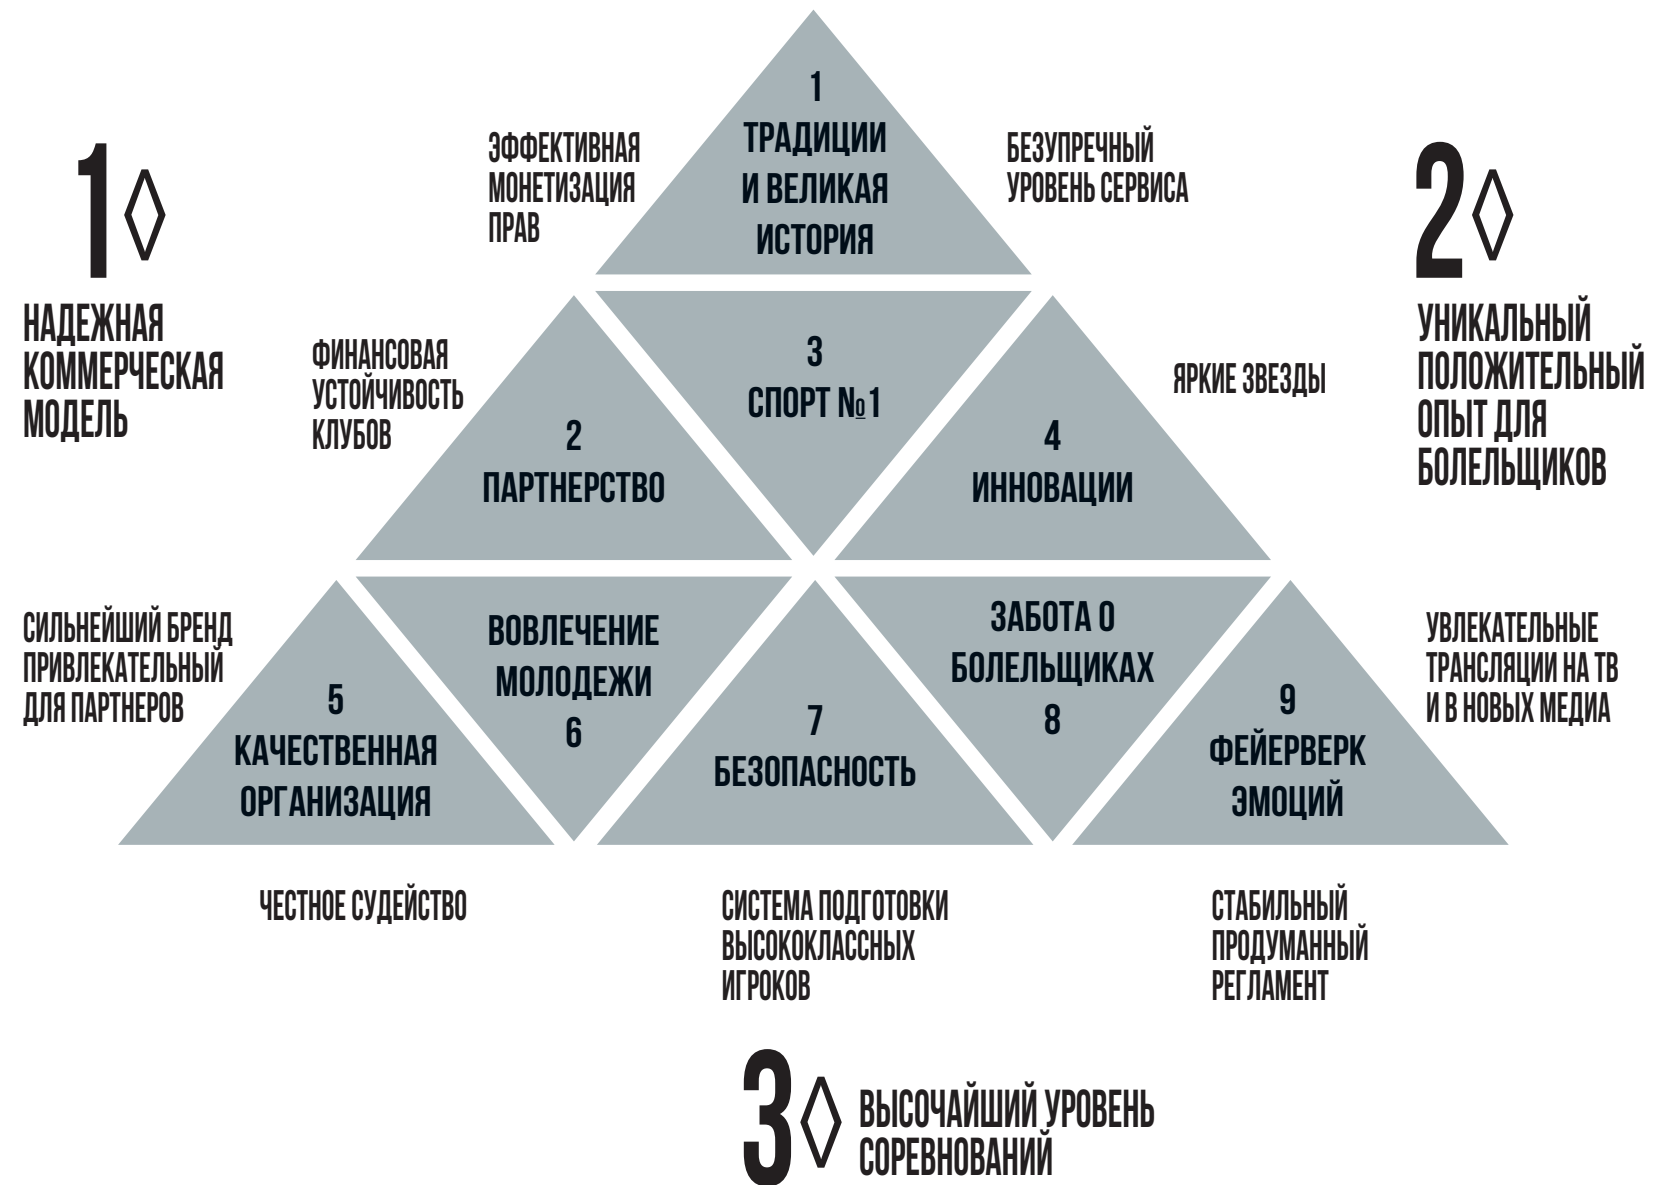 1
ТРАДИЦИИ
И ВЕЛИКАЯ
ИСТОРИЯ
ЭФФЕКТИВНАЯ
МОНЕТИЗАЦИЯ
ПРАВ
БЕЗУПРЕЧНЫЙ
УРОВЕНЬ СЕРВИСА
1◊
НАДЕЖНАЯ
КОММЕРЧЕСКАЯ
МОДЕЛЬ
2◊
УНИКАЛЬНЫЙ
ПОЛОЖИТЕЛЬНЫЙ
ОПЫТ ДЛЯ
БОЛЕЛЬЩИКОВ
ФИНАНСОВАЯ
УСТОЙЧИВОСТЬ
КЛУБОВ
2
ПАРТНЕРСТВО
3
СПОРТ №1
4
ИННОВАЦИИ
ЯРКИЕ ЗВЕЗДЫ
СИЛЬНЕЙШИЙ БРЕНД
ПРИВЛЕКАТЕЛЬНЫЙ
ДЛЯ ПАРТНЕРОВ
5
КАЧЕСТВЕННАЯ
ОРГАНИЗАЦИЯ
ВОВЛЕЧЕНИЕ
МОЛОДЕЖИ
6
7
БЕЗОПАСНОСТЬ
ЗАБОТА О
БОЛЕЛЬЩИКАХ
8
9
ФЕЙЕРВЕРК
ЭМОЦИЙ
УВЛЕКАТЕЛЬНЫЕ
ТРАНСЛЯЦИИ НА ТВ
И В НОВЫХ МЕДИА
ЧЕСТНОЕ СУДЕЙСТВО
СИСТЕМА ПОДГОТОВКИ
ВЫСОКОКЛАССНЫХ
ИГРОКОВ
СТАБИЛЬНЫЙ
ПРОДУМАННЫЙ
РЕГЛАМЕНТ
3◊
ВЫСОЧАЙШИЙ УРОВЕНЬ
СОРЕВНОВАНИЙ